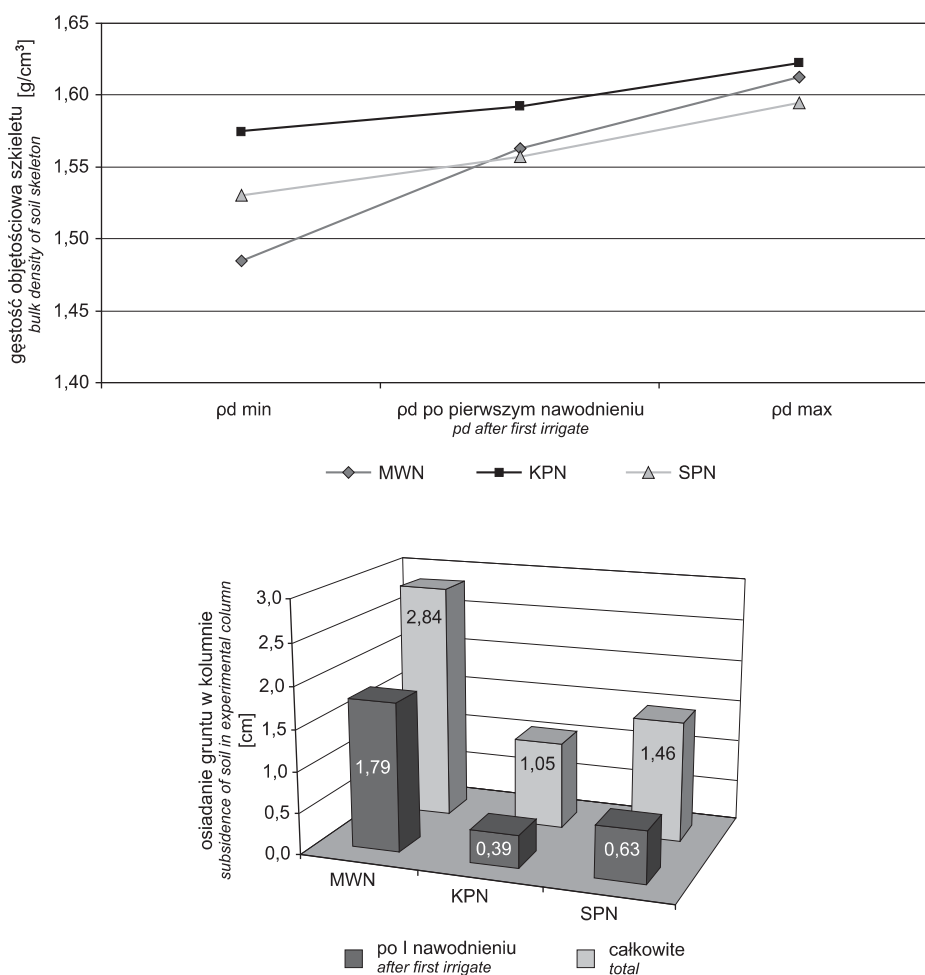 1,65
1,60
1,55
1,50
1,45
1,40
gęstość objętościowa szkieletu [g/cm³]
bulk density of soil skeleton
ρd min
ρd po pierwszym nawodnieniu
pd after first irrigate
ρd max
MWN
KPN
SPN
osiadanie gruntu w kolumnie
subsidence of soil in experimental column
[cm]
3,0
2,5
2,0
1,5
1,0
0,5
0,0
2,84
1,79
1,05
0,39
1,46
0,63
MWN
KPN
SPN
po I nawodnieniu
after first irrigate
całkowite
total